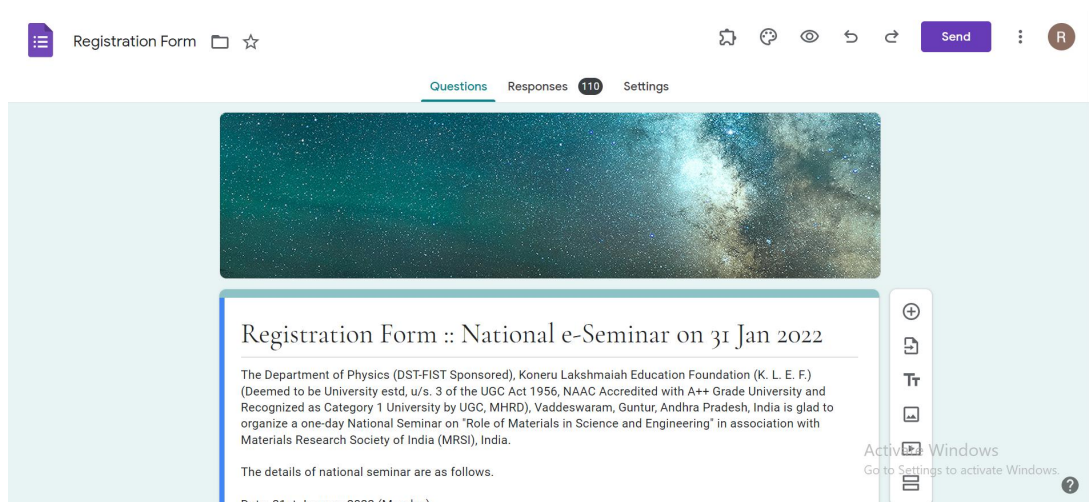 Registration Form
Send
R
Questions Responses 110 Settings
Registration Form :: National e-Seminar on 31 Jan 2022
The Department of Physics (DST-FIST Sponsored), Koneru Lakshmaiah Education Foundation (K. L. E. F.)
(Deemed to be University estd, u/s. 3 of the UGC Act 1956, NAAC Accredited with A++ Grade University and
Recognized as Category 1 University by UGC, MHRD), Vaddeswaram, Guntur, Andhra Pradesh, India is glad to
organize a one-day National Seminar on "Role of Materials in Science and Engineering" in association with
Materials Research Society of India (MRSI), India.
The details of national seminar are as follows.
Tт
Activate Windows
Go to Settings to activate Windows.